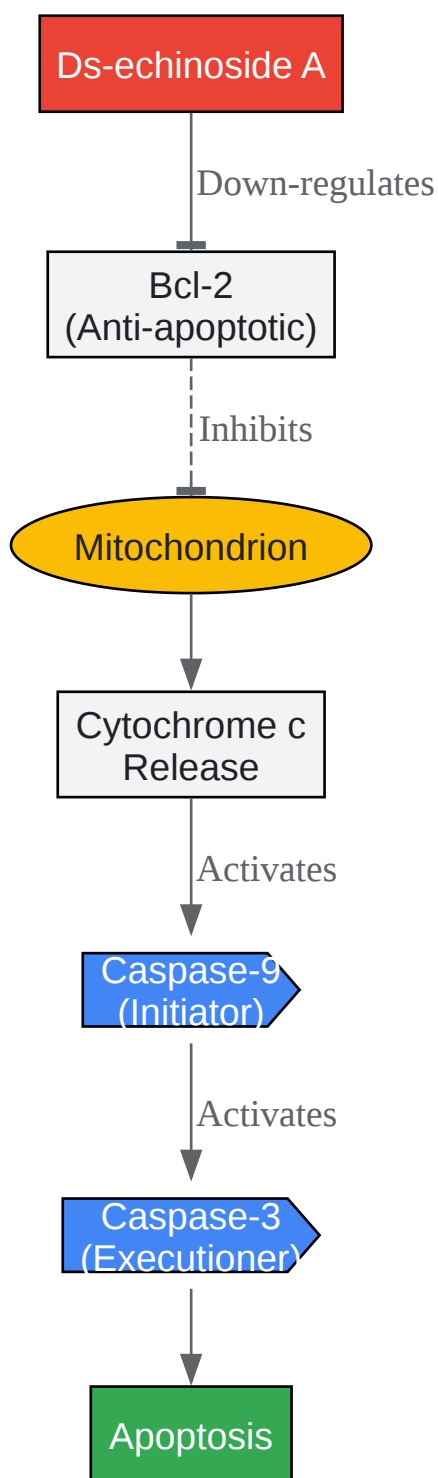 Ds-echinoside A
Down-regulates
Bcl-2
(Anti-apoptotic)
Inhibits
Mitochondrion
Cytochrome c
Release
Activates
Caspase-9
(Initiator)
Activates
Caspase-3
(Executioner)
Apoptosis